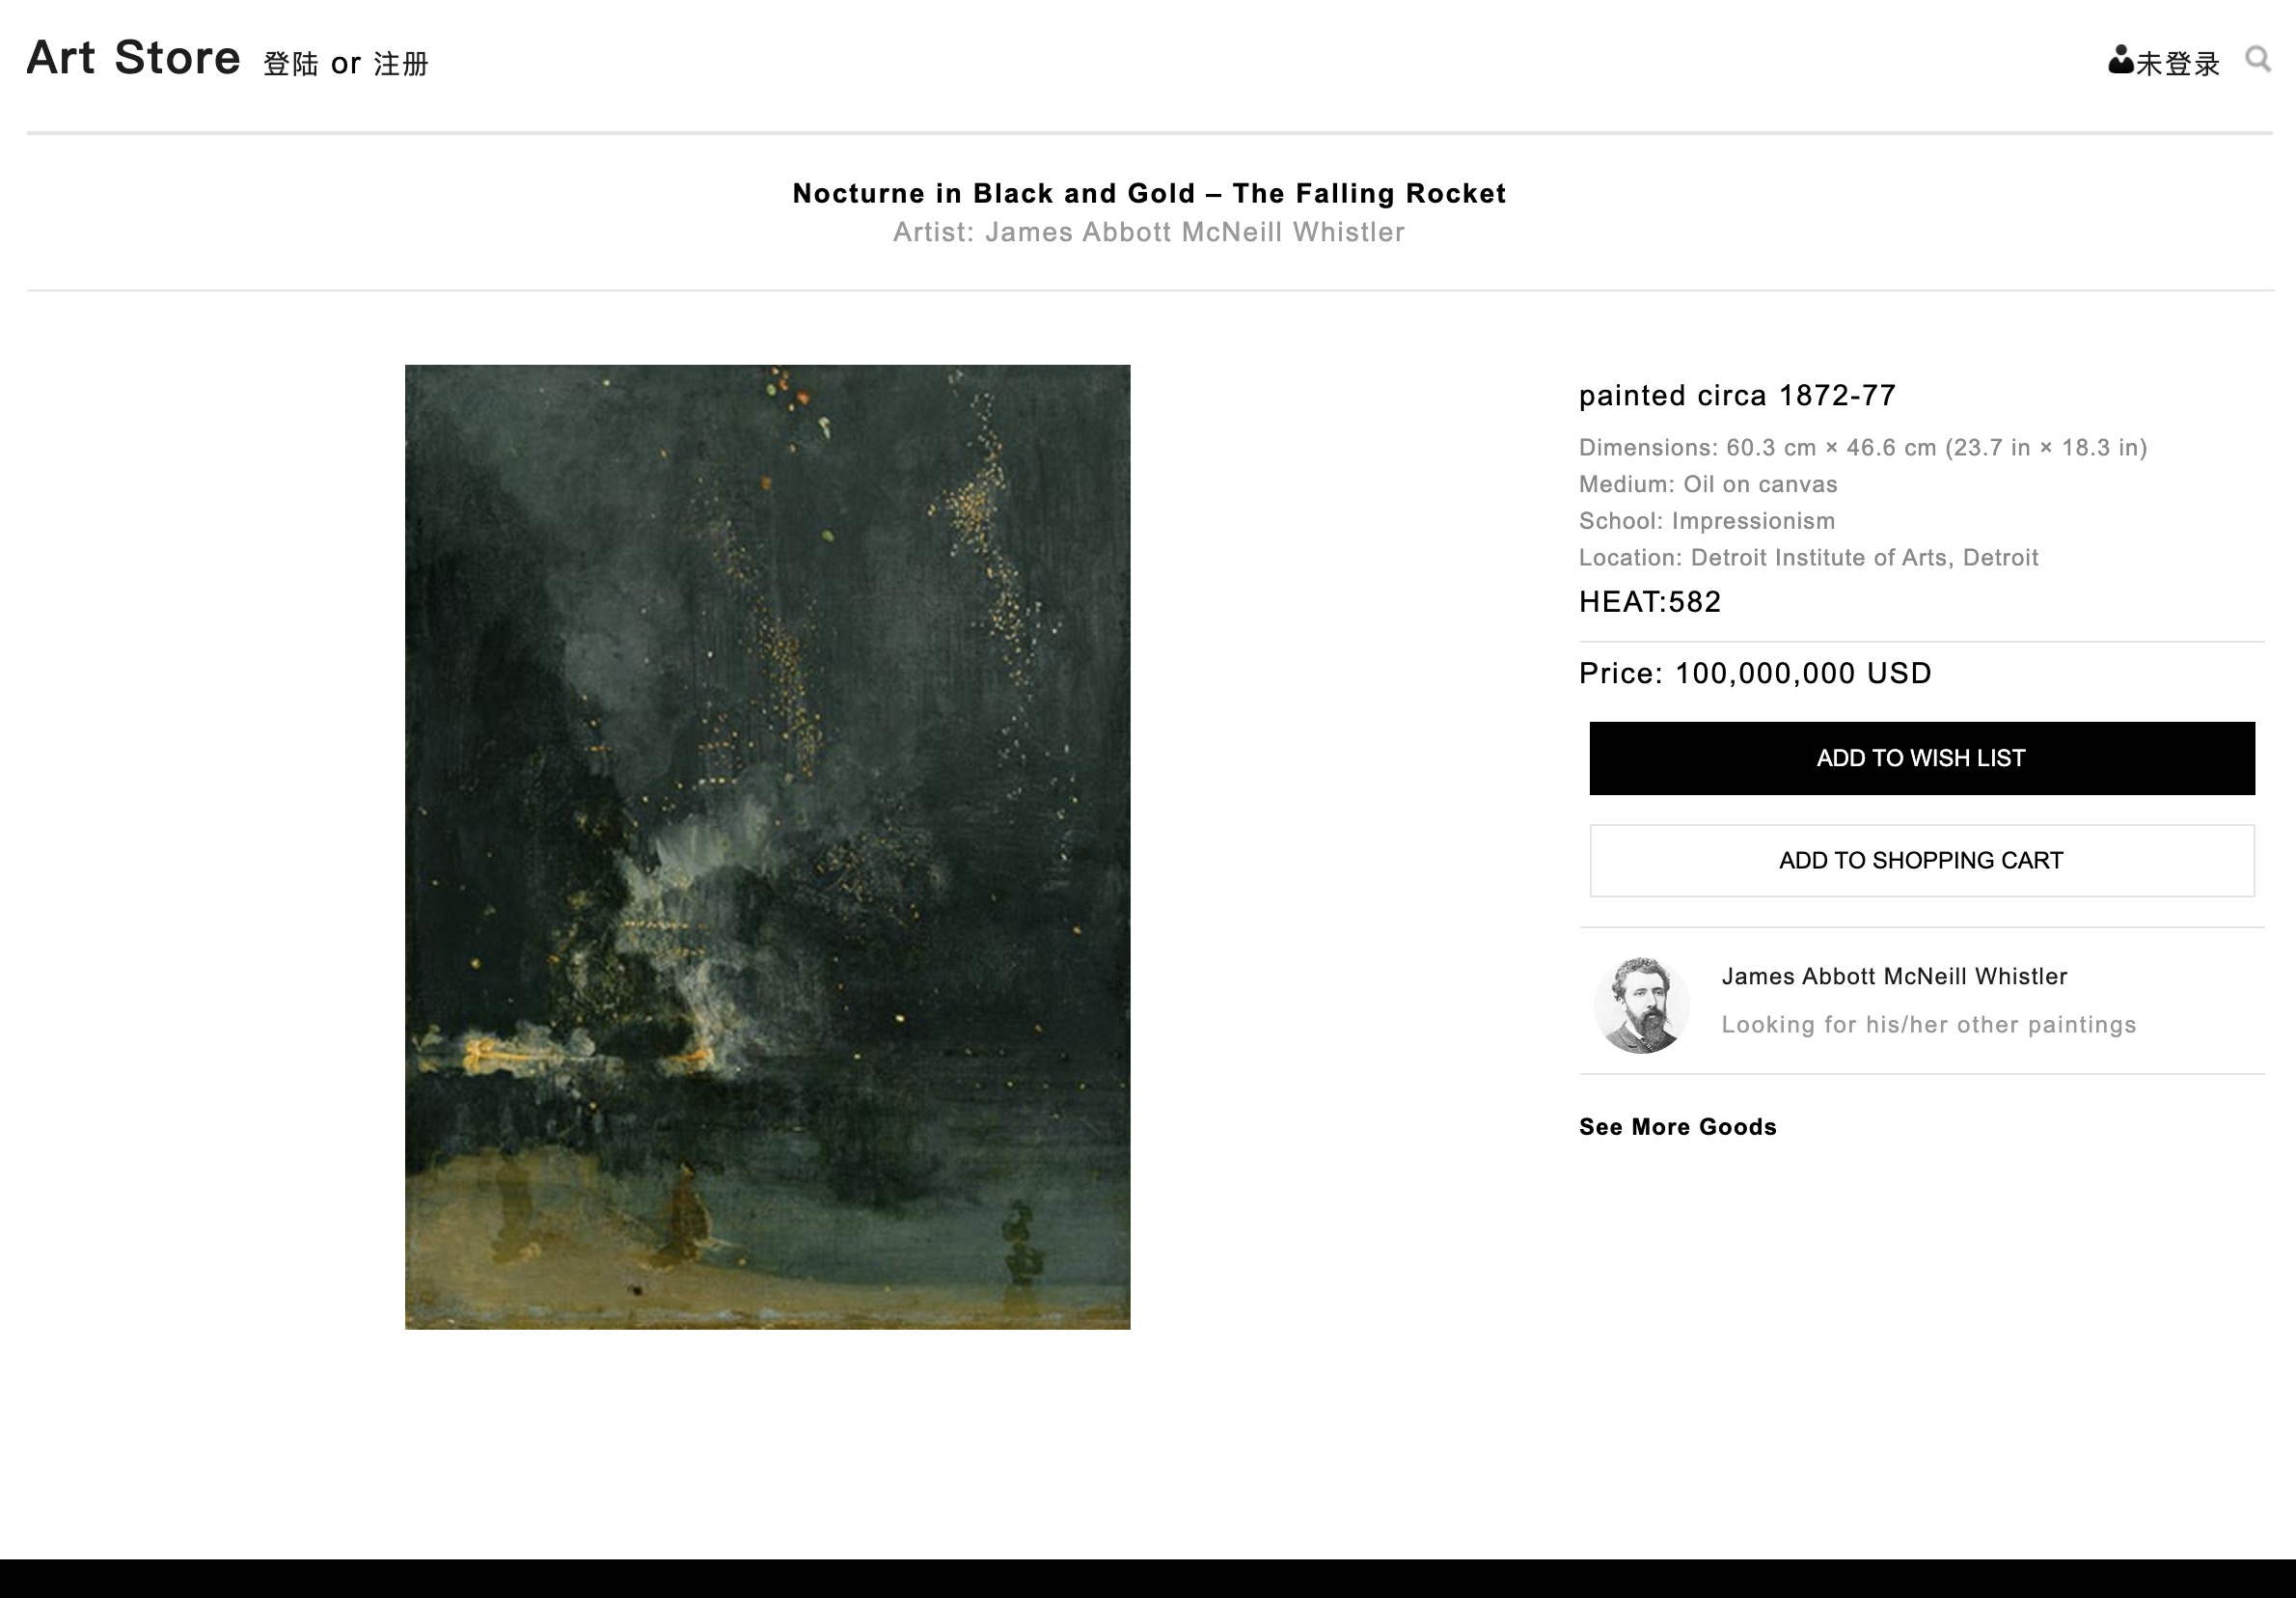 Art Store 登陆 or 注册
未登录
Nocturne in Black and Gold – The Falling Rocket
Artist: James Abbott McNeill Whistler
painted circa 1872-77
Dimensions: 60.3 cm × 46.6 cm (23.7 in × 18.3 in)
Medium: Oil on canvas
School: Impressionism
Location: Detroit Institute of Arts, Detroit
HEAT:582
Price: 100,000,000 USD
ADD TO WISH LIST
ADD TO SHOPPING CART
James Abbott McNeill Whistler
Looking for his/her other paintings
See More Goods